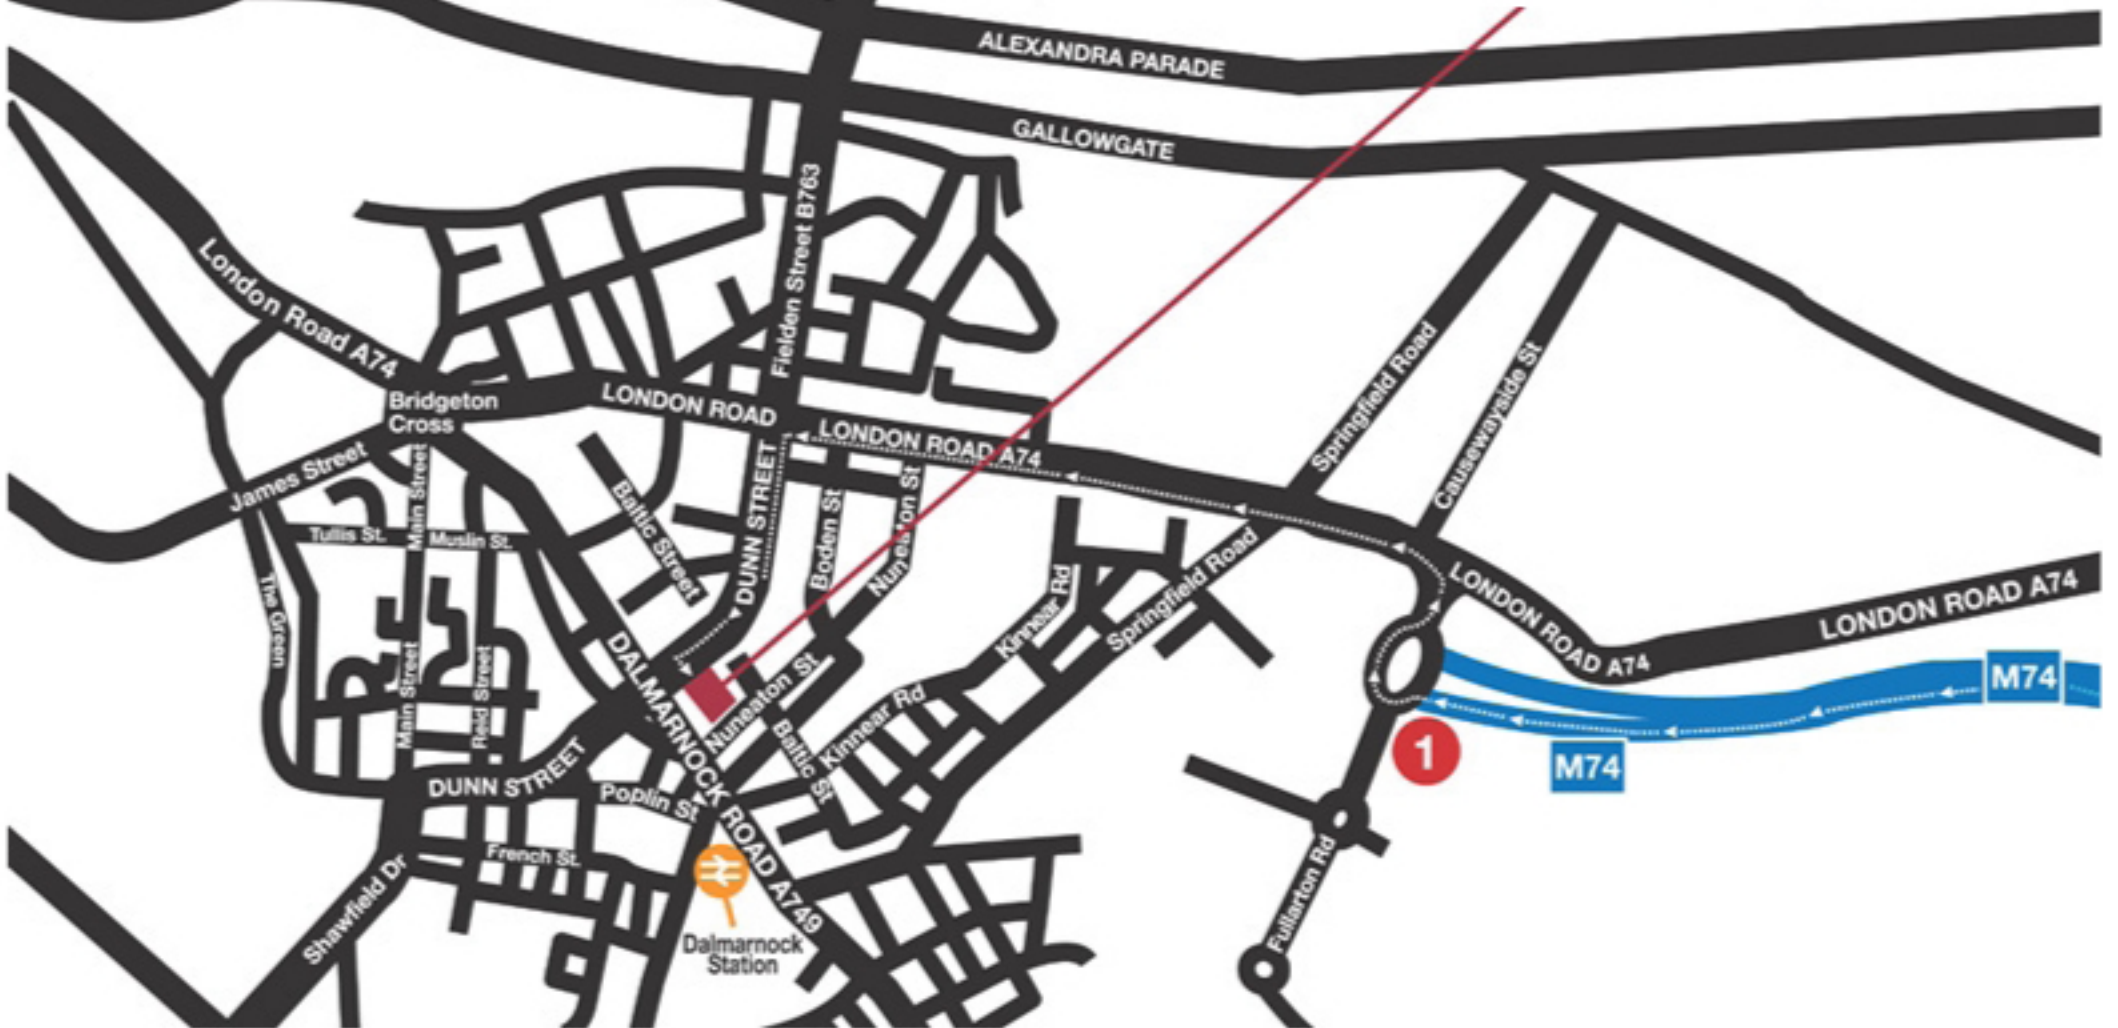 ALEXANDRA PARADE
GALLOWGATE
Fielden Street B763
London Road A74
Bridgeton
Cross
LONDON ROAD
LONDON ROAD A74
Springfield Road
Causewayside St
James Street
Main Street
Tullis St.
Muslin St.
Baltic Street
DUNN STREET
Boden St
Nuneaton St
The Green
Kinnear Rd
Springfield Road
LONDON ROAD A74
LONDON ROAD A74
M74
M74
1
Main Street
Reid Street
DALMARNOCK ROAD A749
Nuneaton St
Baltic St
Kinnear Rd
DUNN STREET
Poplin St
French St.
Shawfield Dr
Dalmarnock
Station
Fullarton Rd